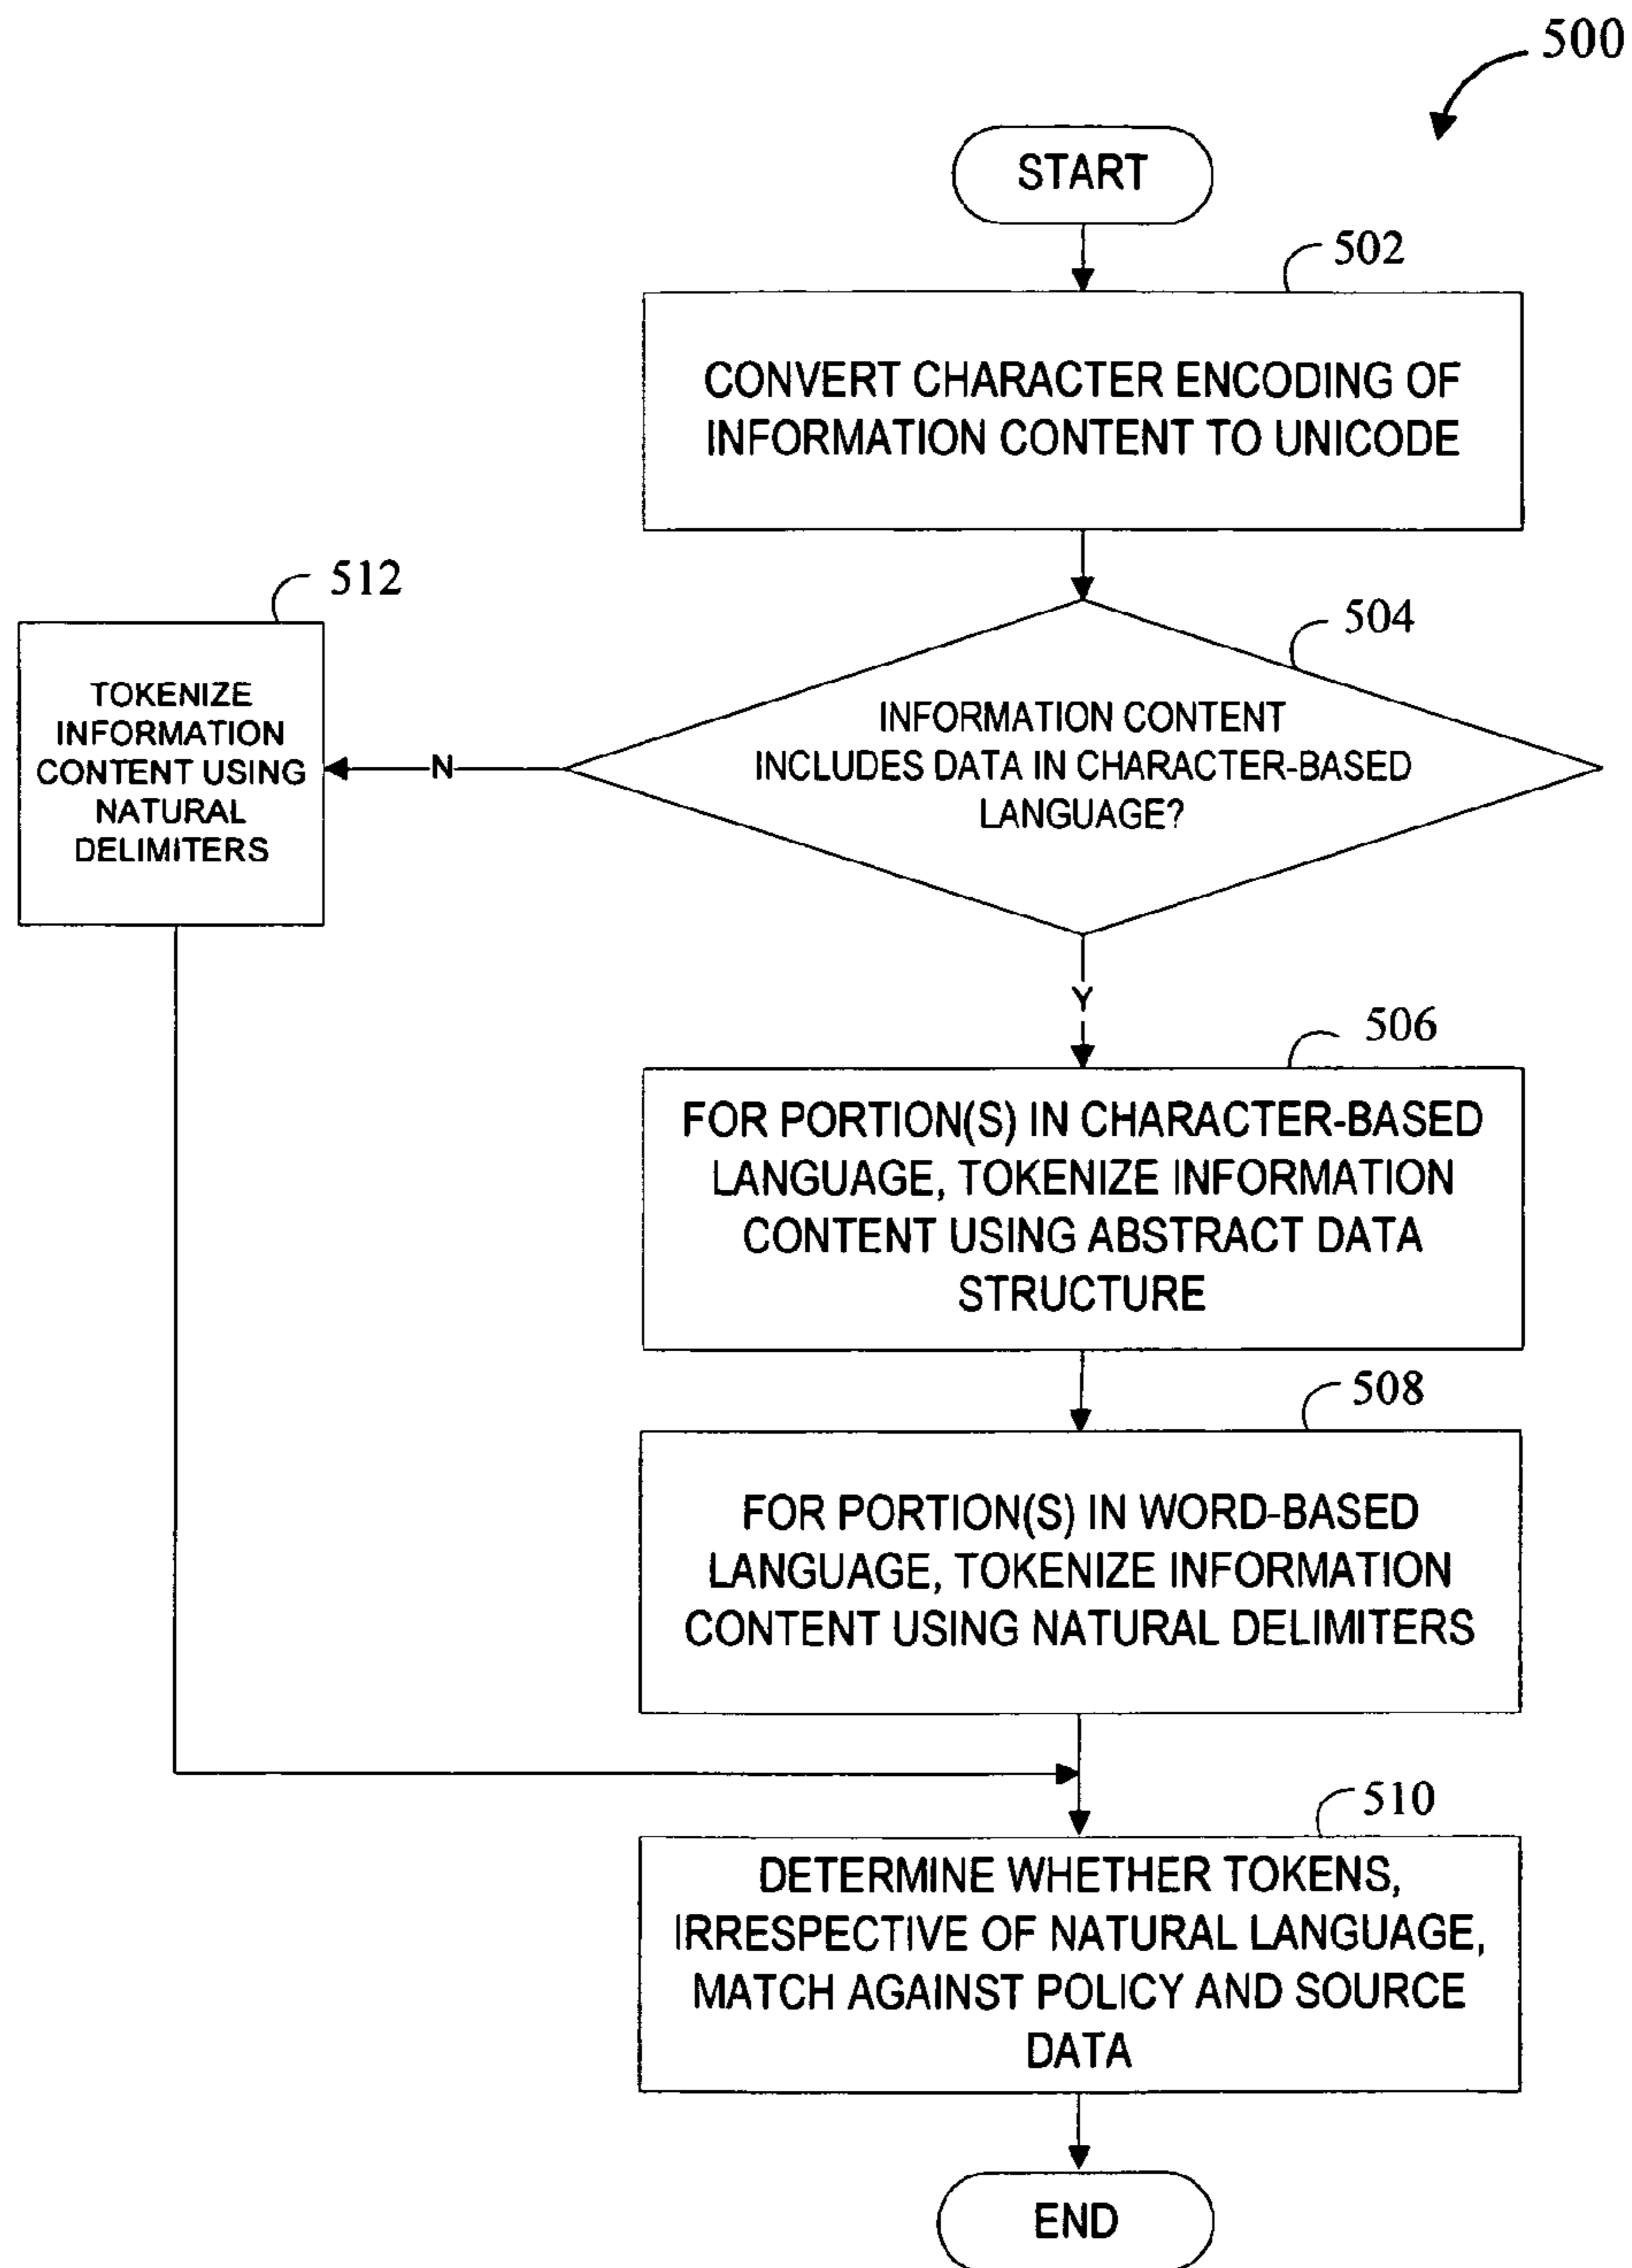 500
START
502
CONVERT CHARACTER ENCODING OF
INFORMATION CONTENT TO UNICODE
504
INFORMATION CONTENT
INCLUDES DATA IN CHARACTER-BASED
LANGUAGE?
N
512
TOKENIZE
INFORMATION
CONTENT USING
NATURAL
DELIMITERS
Y
506
FOR PORTION(S) IN CHARACTER-BASED
LANGUAGE, TOKENIZE INFORMATION
CONTENT USING ABSTRACT DATA
STRUCTURE
508
FOR PORTION(S) IN WORD-BASED
LANGUAGE, TOKENIZE INFORMATION
CONTENT USING NATURAL DELIMITERS
510
DETERMINE WHETHER TOKENS,
IRRESPECTIVE OF NATURAL LANGUAGE,
MATCH AGAINST POLICY AND SOURCE
DATA
END